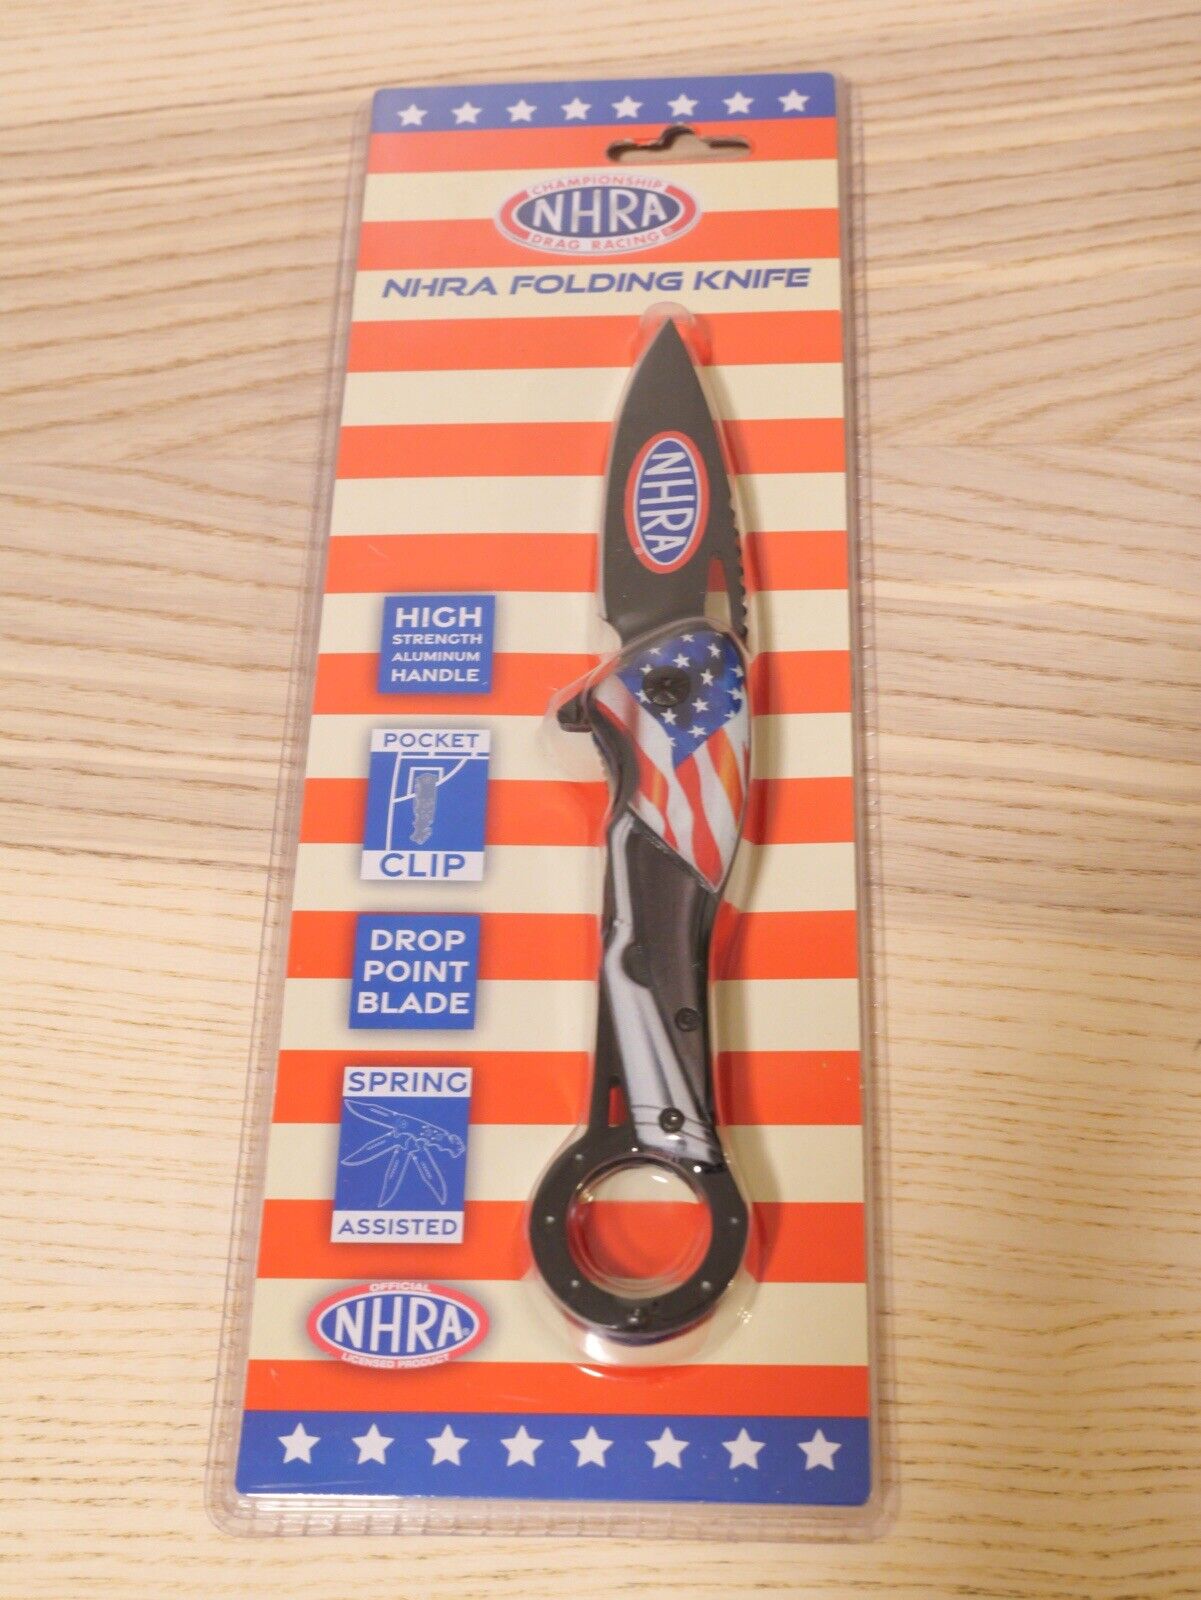 CHAMPIONSHIP
NHRA
DRAG RACING®
NHRA FOLDING KNIFE
NHRA®
HIGH
STRENGTH
ALUMINUM
HANDLE
POCKET
CLIP
DROP
POINT
BLADE
SPRING
ASSISTED
OFFICIAL
NHRA®
LICENSED PRODUCT